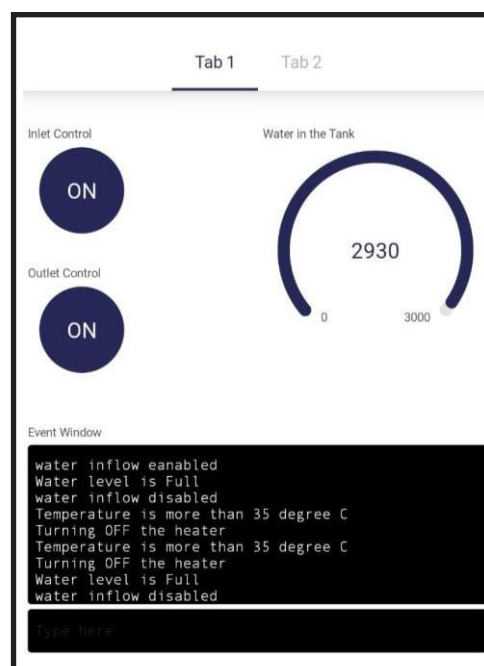 Tab 1 Tab 2
Inlet Control
ON
Water in the Tank
2930
0 3000
Outlet Control
ON
Event Window
water inflow eanabled
Water level is Full
water inflow disabled
Temperature is more than 35 degree C
Turning OFF the heater
Temperature is more than 35 degree C
Turning OFF the heater
Water level is Full
water inflow disabled
Type here